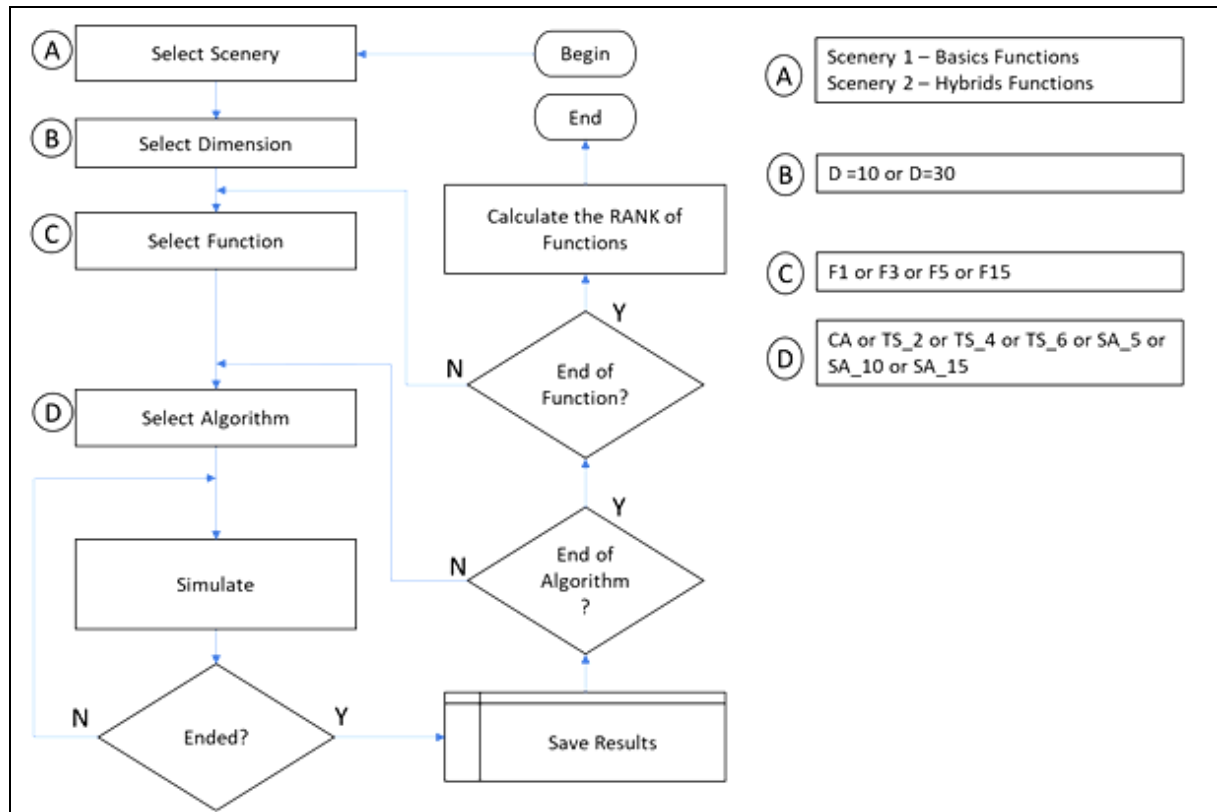 A
Select Scenery
Begin
End
B
Select Dimension
C
Select Function
Calculate the RANK of
Functions
Y
N
End of
Function?
D
Select Algorithm
Y
N
End of
Algorithm
?
Simulate
N
Ended?
Y
Save Results
A
Scenery 1 – Basics Functions
Scenery 2 – Hybrids Functions
B
D =10 or D=30
C
F1 or F3 or F5 or F15
D
CA or TS_2 or TS_4 or TS_6 or SA_5 or
SA_10 or SA_15